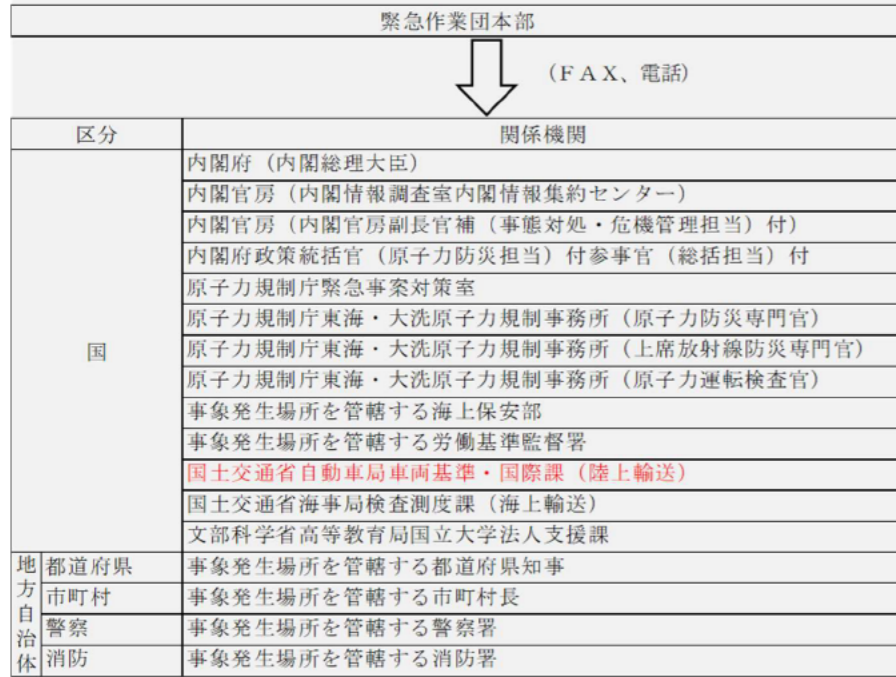 緊急作業団本部
（ＦＡＸ、電話）
区分 関係機関
国
内閣府（内閣総理大臣）
内閣官房（内閣情報調査室内閣情報集約センター）
内閣官房（内閣官房副長官補（事態対処・危機管理担当）付）
内閣府政策統括官（原子力防災担当）付参事官（総括担当）付
原子力規制庁緊急事案対策室
原子力規制庁東海・大洗原子力規制事務所（原子力防災専門官）
原子力規制庁東海・大洗原子力規制事務所（上席放射線防災専門官）
原子力規制庁東海・大洗原子力規制事務所（原子力運転検査官）
事象発生場所を管轄する海上保安部
事象発生場所を管轄する労働基準監督署
国土交通省自動車局車両基準・国際課（陸上輸送）
国土交通省海事局検査測度課（海上輸送）
文部科学省高等教育局国立大学法人支援課
地方自治体
都道府県 事象発生場所を管轄する都道府県知事
市町村 事象発生場所を管轄する市町村長
警察 事象発生場所を管轄する警察署
消防 事象発生場所を管轄する消防署